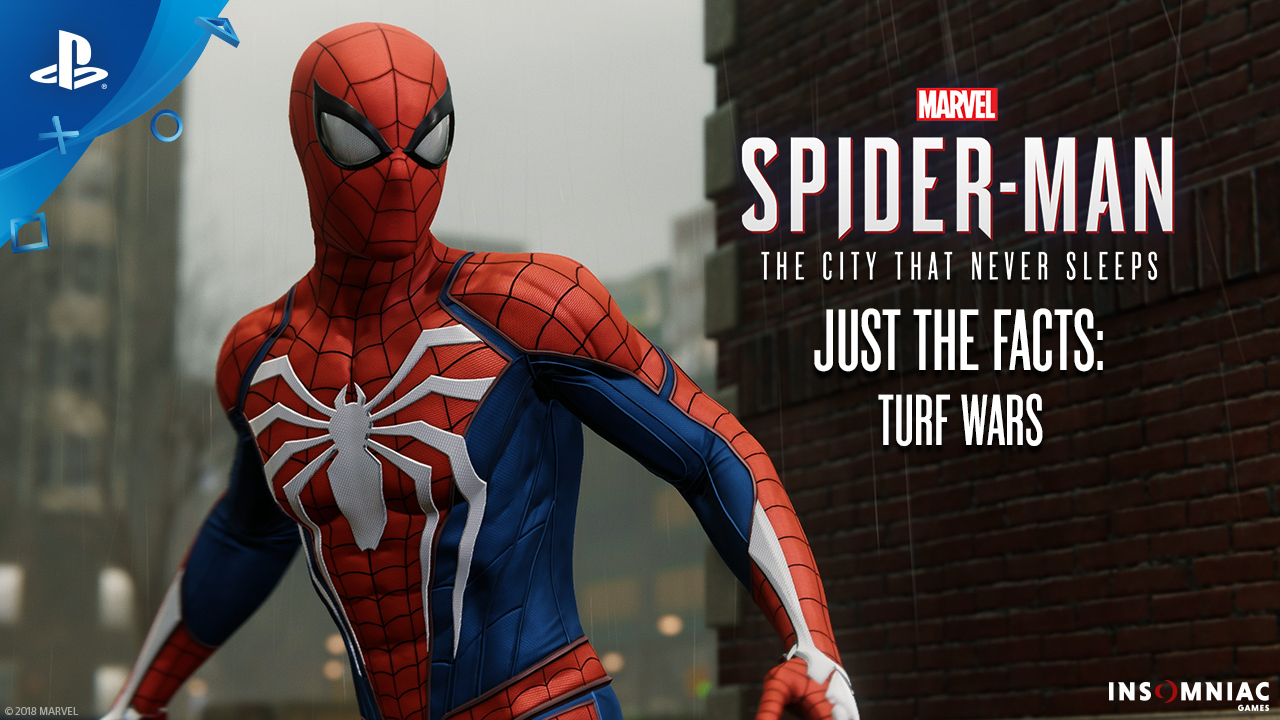 MARVEL
SPIDER-MAN
THE CITY THAT NEVER SLEEPS
JUST THE FACTS:
TURF WARS
© 2018 MARVEL
INSOMNIAC
GAMES